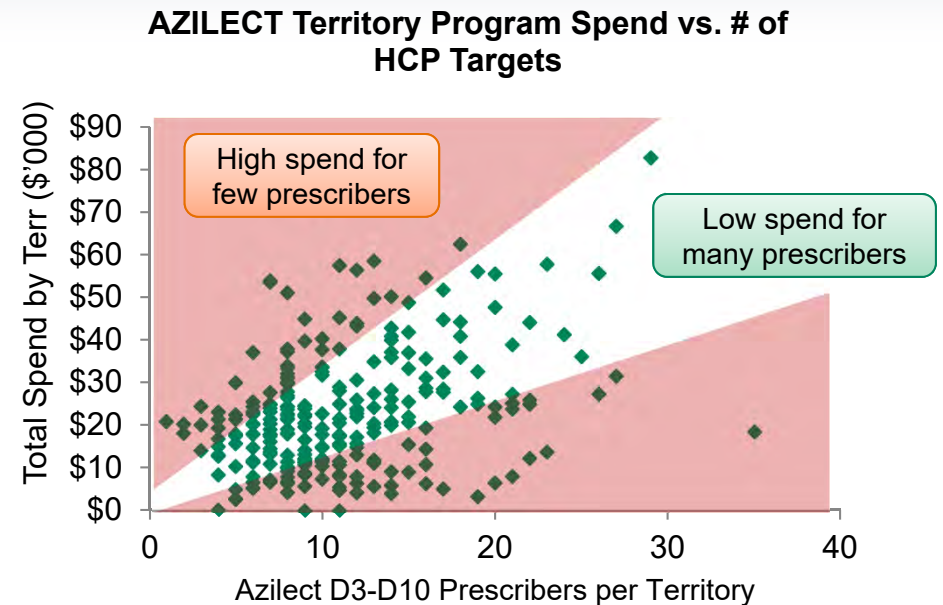 AZILECT Territory Program Spend vs. # of
HCP Targets
Total Spend by Terr ($'000)
$90
$80
$70
$60
$50
$40
$30
$20
$10
$0
High spend for
few prescribers
Low spend for
many prescribers
0
10
20
30
40
Azilect D3-D10 Prescribers per Territory